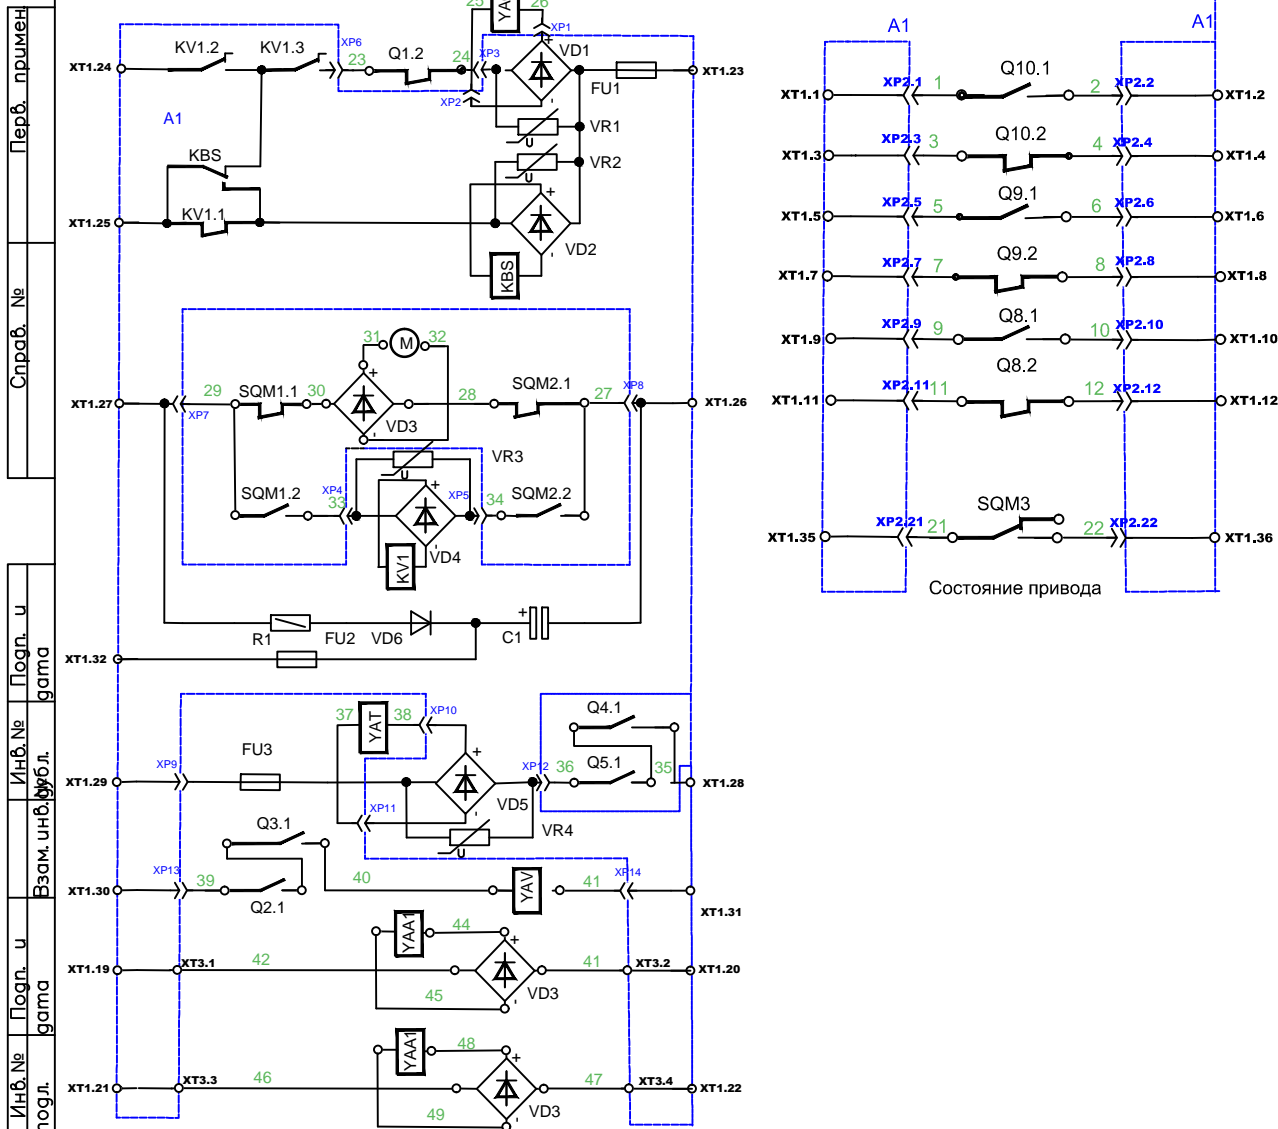 25
26
YA
XP1
A1
A1
KV1.2
KV1.3
XP6
23
Q1.2
24
XP3
VD1
XT1.24
XT1.23
FU1
XP2
A1
VR1
U
VR2
U
KBS
KV1.1
XT1.25
VD2
KBS
XP2.1
1
Q10.1
2
XP2.2
XT1.1
XT1.2
XP2.3
3
Q10.2
4
XP2.4
XT1.3
XT1.4
XP2.5
5
Q9.1
6
XP2.6
XT1.5
XT1.6
XP2.7
7
Q9.2
8
XP2.8
XT1.7
XT1.8
XP2.9
9
Q8.1
10
XP2.10
XT1.9
XT1.10
Q8.2
XP2.11
11
12
XP2.12
XT1.11
XT1.12
SQM3
XP2.21
21
22
XP2.22
XT1.35
XT1.36
Состояние привода
31
M
32
29
SQM1.1
30
28
SQM2.1
27
XP8
XT1.27
XT1.26
XP7
VD3
VR3
U
SQM1.2
XP4
33
XP5
34
SQM2.2
VD4
KV1
R1
FU2
VD6
C1
XT1.32
37
YAT
38
XP10
Q4.1
FU3
XP9
XP12
36
Q5.1
35
XT1.29
XT1.28
VD5
XP11
VR4
U
Q3.1
XP13
39
40
YAV
41
XP14
XT1.30
Q2.1
XT1.31
YAA1
44
XT1.19
XT3.1
42
41
XT3.2
XT1.20
45
VD3
YAA1
48
XT1.21
XT3.3
46
47
XT3.4
XT1.22
49
VD3
Перв. примен.
Справ. №
Подп. и дата
Инв. № дубл.
Взам. инв. №
Подп. и дата
Инв. № подл.